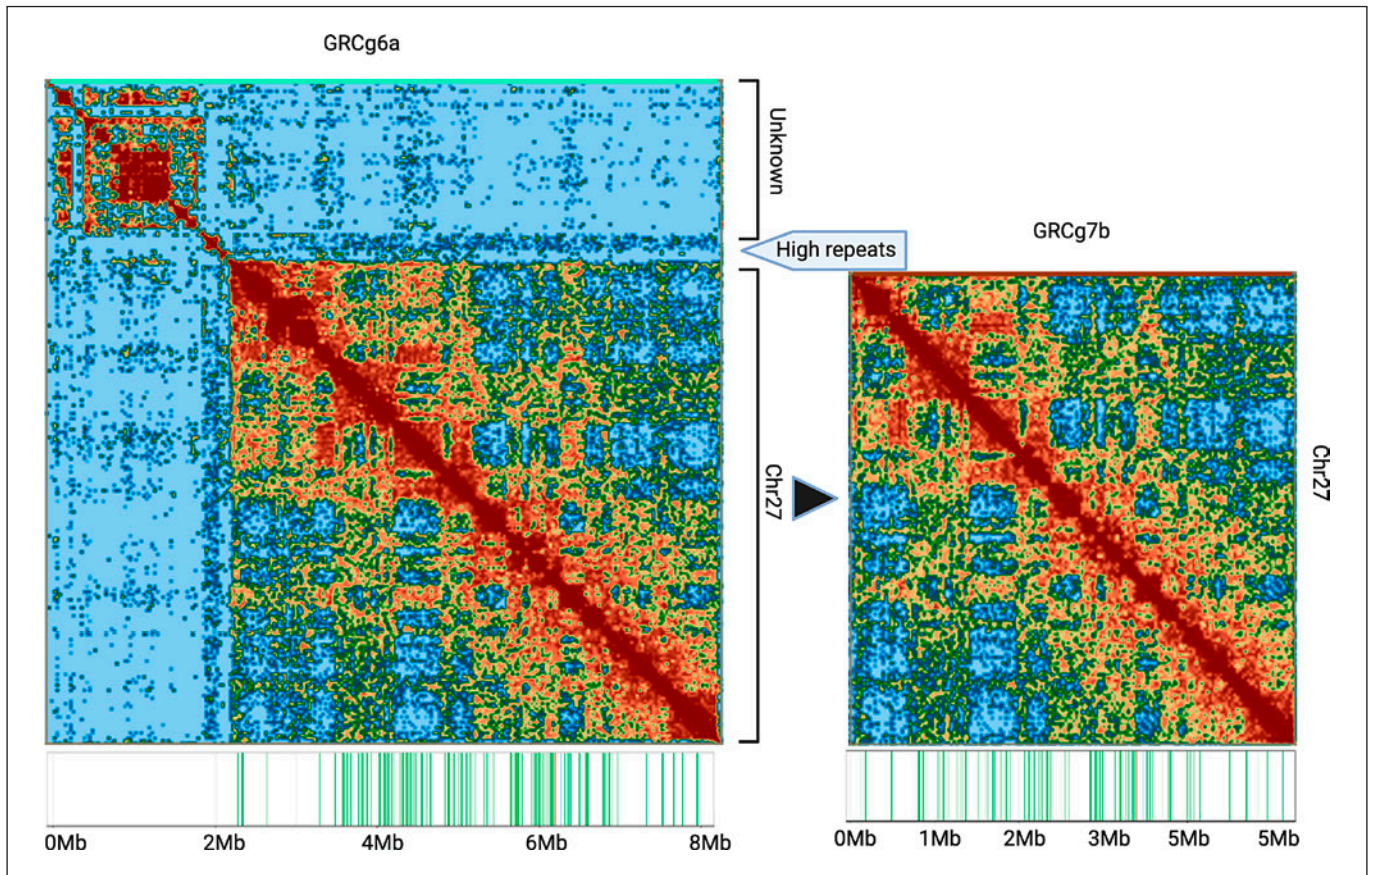 GRCg6a
Unknown
High repeats
GRCg7b
Chr27
Chr27
0Mb 2Mb 4Mb 6Mb 8Mb
0Mb 1Mb 2Mb 3Mb 5Mb 5Mb